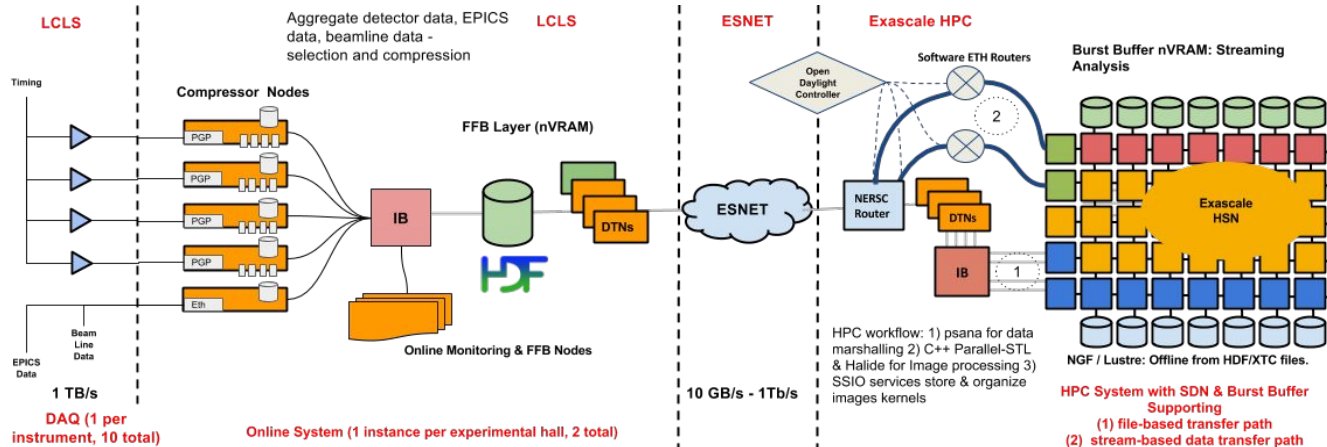 LCLS
Timing
EPICS
Data
Beam
Line
Data
1 TB/s
DAQ (1 per
instrument, 10 total)
Aggregate detector data, EPICS
data, beamline data -
selection and compression
LCLS
Compressor Nodes
PGP
PGP
PGP
PGP
Eth
IB
FFB Layer (nVRAM)
HDF
DTNs
Online Monitoring & FFB Nodes
Online System (1 instance per experimental hall, 2 total)
ESNET
ESNET
10 GB/s - 1Tb/s
Exascale HPC
Open
Daylight
Controller
Software ETH Routers
2
NERSC
Router
DTNs
IB
1
HPC workflow: 1) psana for data
marshalling 2) C++ Parallel-STL
& Halide for Image processing 3)
SSIO services store & organize
images kernels
Burst Buffer nVRAM: Streaming
Analysis
Exascale
HSN
NGF / Lustre: Offline from HDF/XTC files.
HPC System with SDN & Burst Buffer
Supporting
(1) file-based transfer path
(2) stream-based data transfer path